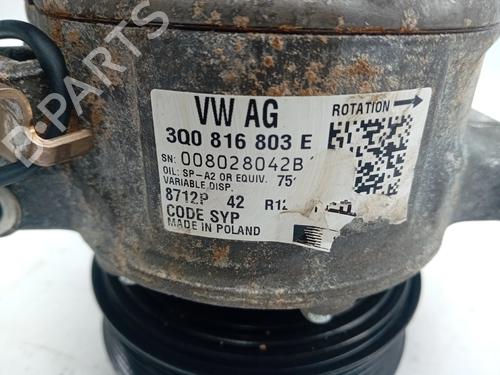 VW AG
ROTATION
3Q0 816 803 E
SN: 008028042B
OIL: SP-A2 OR EQUIV. 75
VARIABLE DISP.
8712P 42
CODE SYP
MADE IN POLAND